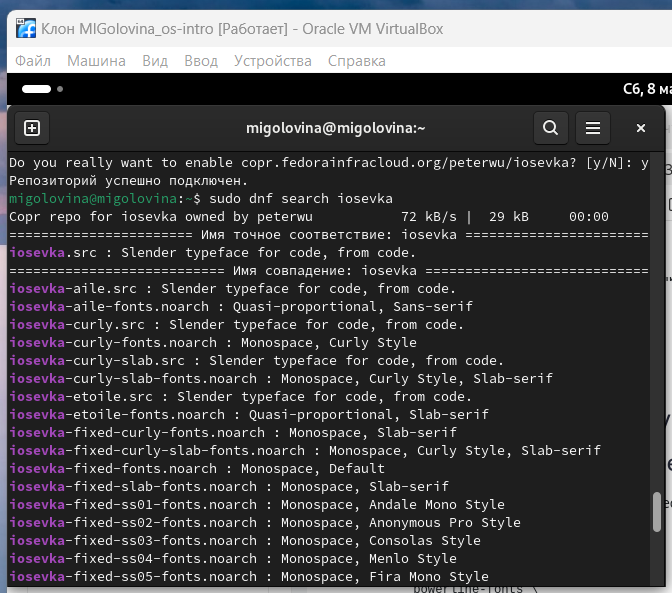 Клон MIGolovina_os-intro [Работает] - Oracle VM VirtualBox
Файл Машина Вид Ввод Устройства Справка
Сб, 8 ма
migolovina@migolovina:~
Do you really want to enable copr.fedorainfracloud.org/peterwu/iosevka? [y/N]: y
Репозиторий успешно подключен.
migolovina@migolovina:~$ sudo dnf search iosevka
Copr repo for iosevka owned by peterwu 72 kB/s | 29 kB 00:00
======================= Имя точное соответствие: iosevka =======================
iosevka.src : Slender typeface for code, from code.
=========================== Имя совпадение: iosevka ============================
iosevka-aile.src : Slender typeface for code, from code.
iosevka-aile-fonts.noarch : Quasi-proportional, Sans-serif
iosevka-curly.src : Slender typeface for code, from code.
iosevka-curly-fonts.noarch : Monospace, Curly Style
iosevka-curly-slab.src : Slender typeface for code, from code.
iosevka-curly-slab-fonts.noarch : Monospace, Curly Style, Slab-serif
iosevka-etoile.src : Slender typeface for code, from code.
iosevka-etoile-fonts.noarch : Quasi-proportional, Slab-serif
iosevka-fixed-curly-fonts.noarch : Monospace, Slab-serif
iosevka-fixed-curly-slab-fonts.noarch : Monospace, Curly Style, Slab-serif
iosevka-fixed-fonts.noarch : Monospace, Default
iosevka-fixed-slab-fonts.noarch : Monospace, Slab-serif
iosevka-fixed-ss01-fonts.noarch : Monospace, Andale Mono Style
iosevka-fixed-ss02-fonts.noarch : Monospace, Anonymous Pro Style
iosevka-fixed-ss03-fonts.noarch : Monospace, Consolas Style
iosevka-fixed-ss04-fonts.noarch : Monospace, Menlo Style
iosevka-fixed-ss05-fonts.noarch : Monospace, Fira Mono Style
powerline-fonts \